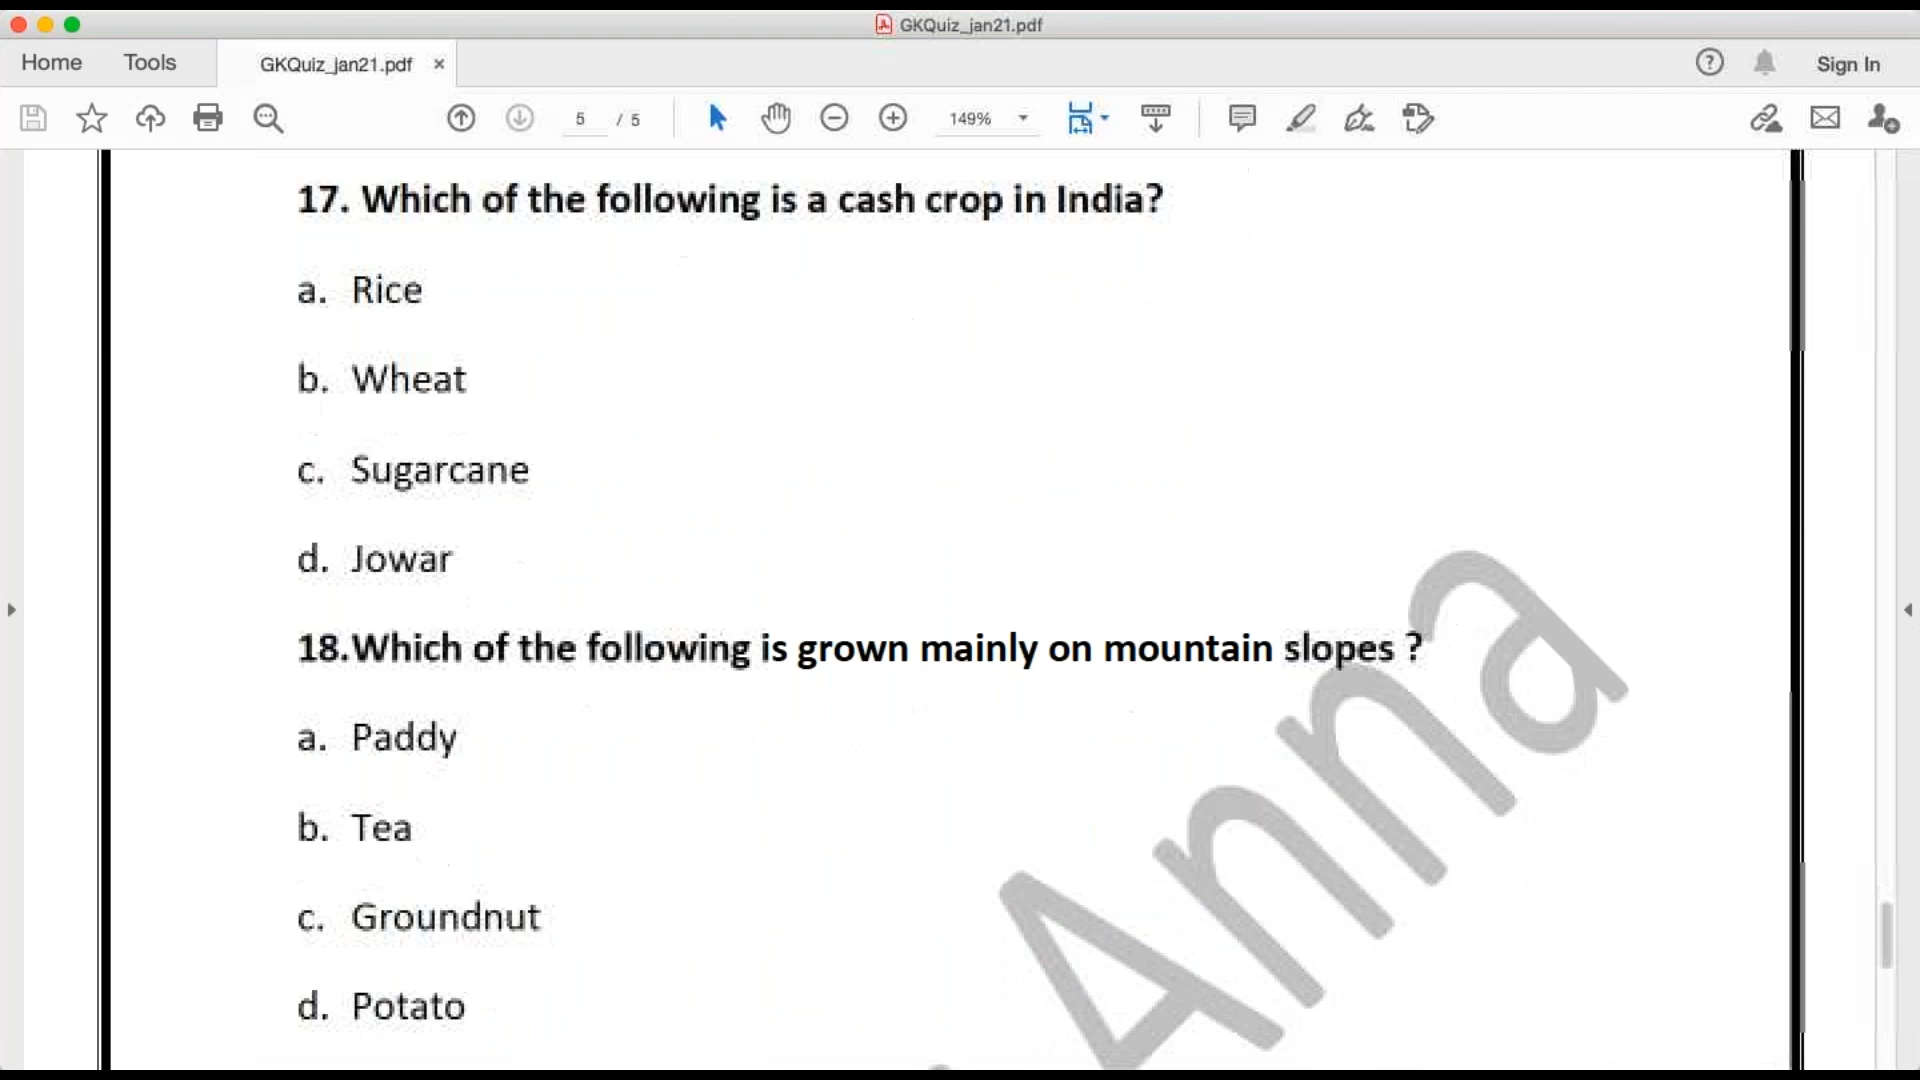 GKQuiz_jan21.pdf
Home Tools GKQuiz_jan21.pdf × Sign In
5 / 5 149%
17. Which of the following is a cash crop in India?
a. Rice
b. Wheat
c. Sugarcane
d. Jowar
18.Which of the following is grown mainly on mountain slopes ?
a. Paddy
b. Tea
c. Groundnut
d. Potato
Anna